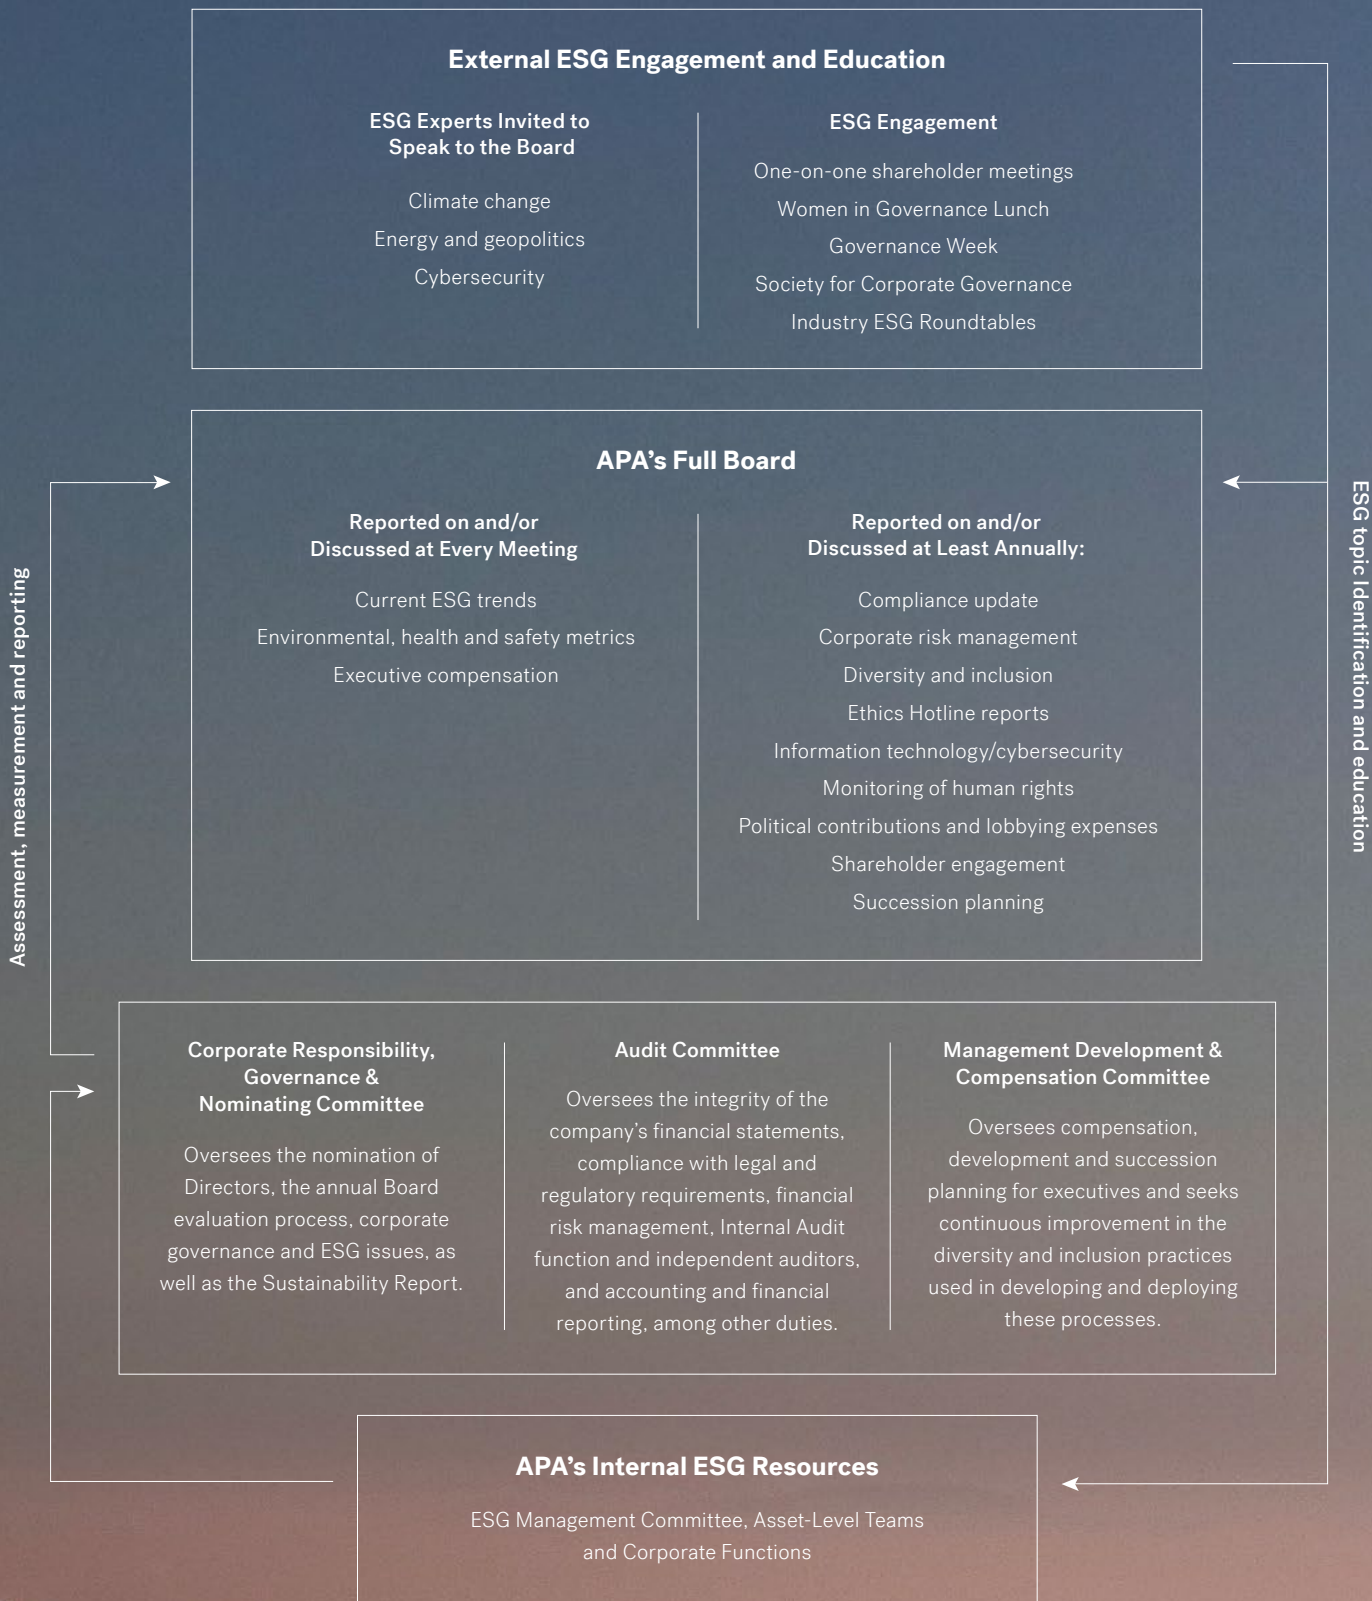 External ESG Engagement and Education
ESG Experts Invited to
Speak to the Board
Climate change
Energy and geopolitics
Cybersecurity
ESG Engagement
One-on-one shareholder meetings
Women in Governance Lunch
Governance Week
Society for Corporate Governance
Industry ESG Roundtables
APA’s Full Board
Reported on and/or
Discussed at Every Meeting
Current ESG trends
Environmental, health and safety metrics
Executive compensation
Reported on and/or
Discussed at Least Annually:
Compliance update
Corporate risk management
Diversity and inclusion
Ethics Hotline reports
Information technology/cybersecurity
Monitoring of human rights
Political contributions and lobbying expenses
Shareholder engagement
Succession planning
Assessment, measurement and reporting
ESG topic Identification and education
Corporate Responsibility,
Governance &
Nominating Committee
Oversees the nomination of
Directors, the annual Board
evaluation process, corporate
governance and ESG issues, as
well as the Sustainability Report.
Audit Committee
Oversees the integrity of the
company’s financial statements,
compliance with legal and
regulatory requirements, financial
risk management, Internal Audit
function and independent auditors,
and accounting and financial
reporting, among other duties.
Management Development &
Compensation Committee
Oversees compensation,
development and succession
planning for executives and seeks
continuous improvement in the
diversity and inclusion practices
used in developing and deploying
these processes.
APA’s Internal ESG Resources
ESG Management Committee, Asset-Level Teams
and Corporate Functions